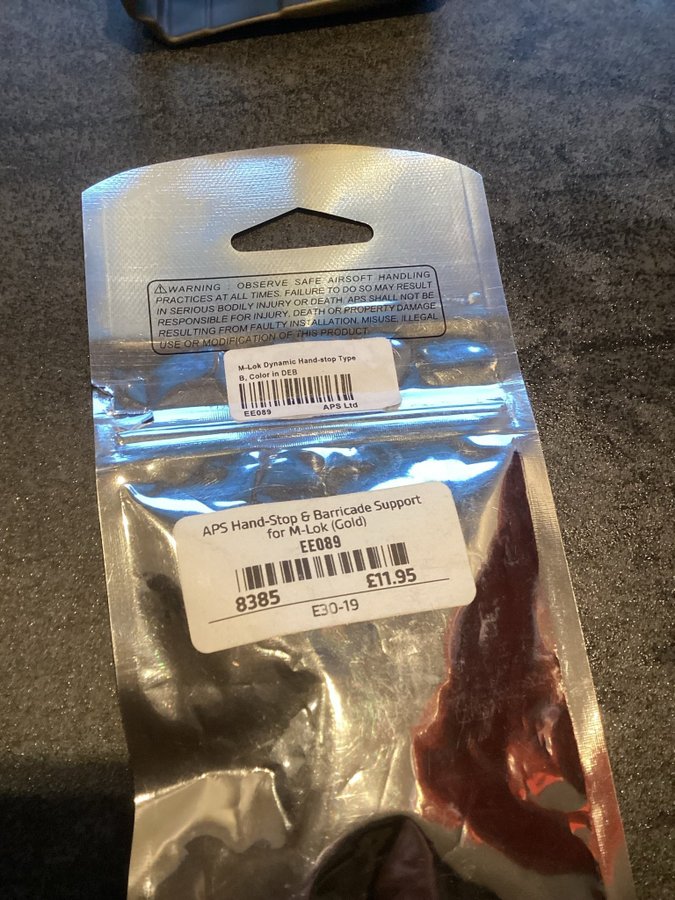 ⚠WARNING : OBSERVE SAFE AIRSOFT HANDLING
PRACTICES AT ALL TIMES. FAILURE TO DO SO MAY RESULT
IN SERIOUS BODILY INJURY OR DEATH. APS SHALL NOT BE
RESPONSIBLE FOR INJURY, DEATH OR PROPERTY DAMAGE
RESULTING FROM FAULTY INSTALLATION, MISUSE, ILLEGAL
USE OR MODIFICATION OF THIS PRODUCT.
M-Lok Dynamic Hand-stop Type
B, Color in DEB
EE089 APS Ltd
APS Hand-Stop & Barricade Support
for M-Lok (Gold)
EE089
8385 £11.95
E30-19